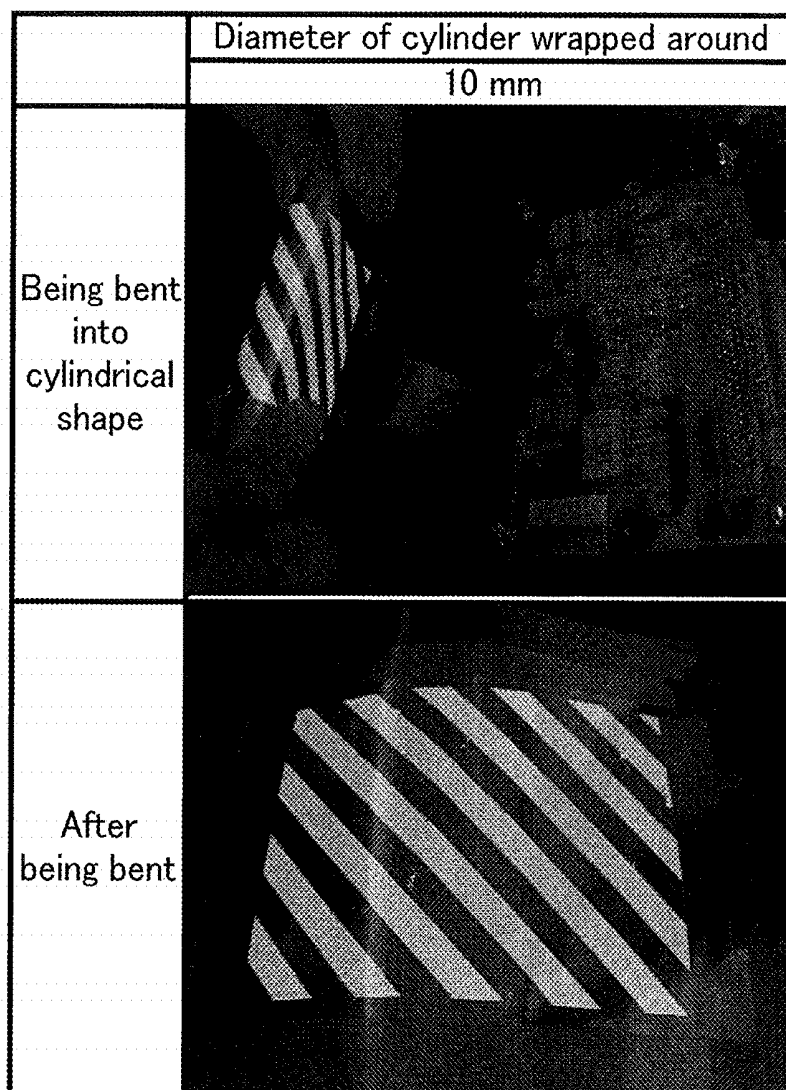 Diameter of cylinder wrapped around
10 mm
Being bent
into
cylindrical
shape
After
being bent